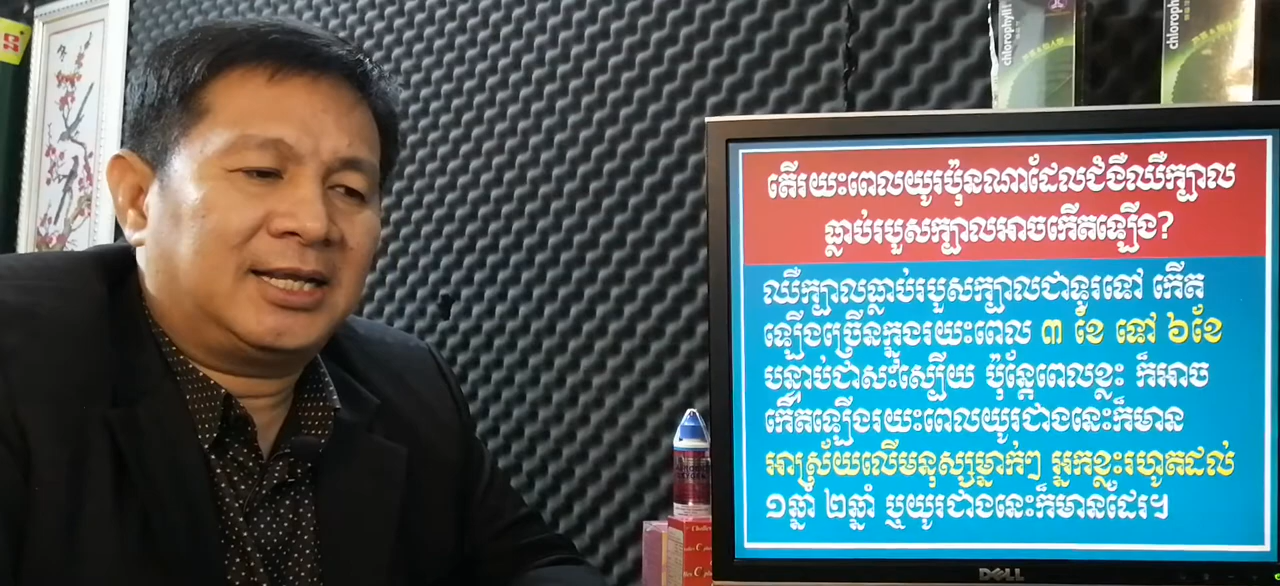 ន
chlorophyll
chlorophyll
តើរយះពេលយូរប៉ុនណាដែលជំងឺឈឺក្បាល
ធ្លាប់របួសក្បាលអាចកើតឡើង?
ឈឺក្បាលធ្លាប់របួសក្បាលជាទូរទៅ កើត
ឡើងច្រើនក្នុងរយះពេល ៣ ខែ ទៅ ៦ខែ
បន្ទាប់ជាសះស្បើយ ប៉ុន្តែពេលខ្លះ ក៏អាច
កើតឡើងរយះពេលយូរជាងនេះក៏មាន
អាស្រ័យលើមនុស្សម្នាក់ៗ អ្នកខ្លះរហូតដល់
១ឆ្នាំ ២ឆ្នាំ ឬយូរជាងនេះក៏មានដែរ។
DELL